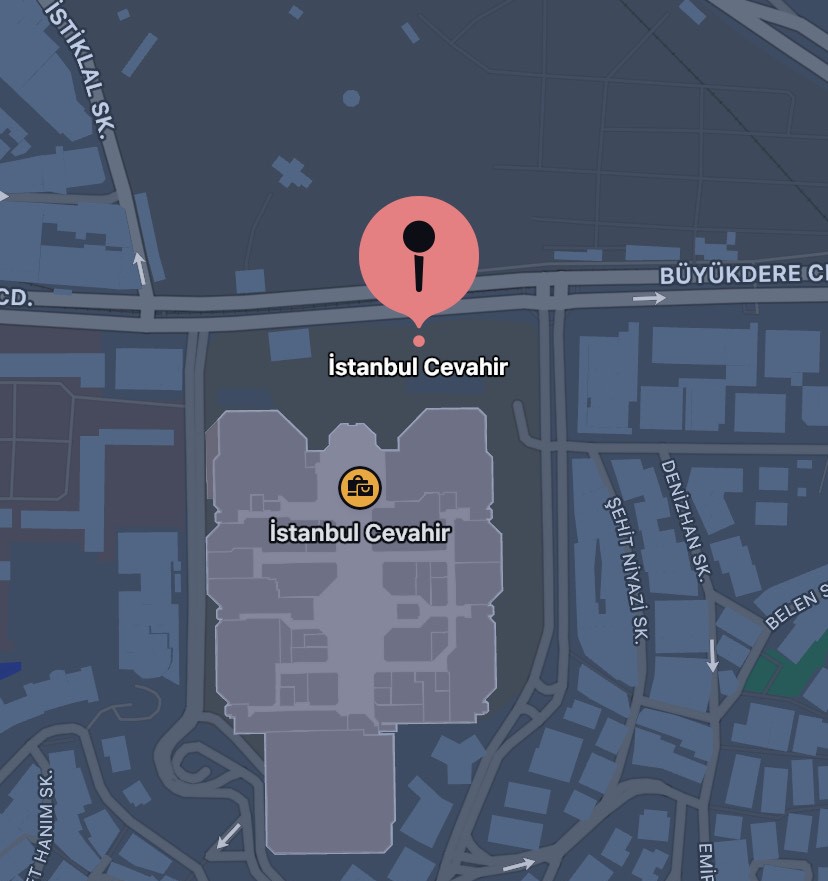 İSTİKLAL SK.
BÜYÜKDERE C
CD.
İstanbul Cevahir
İstanbul Cevahir
DENİZHAN SK.
ŞEHİT NİYAZİ SK.
BELEN S
T HANIM SK.
EMİR